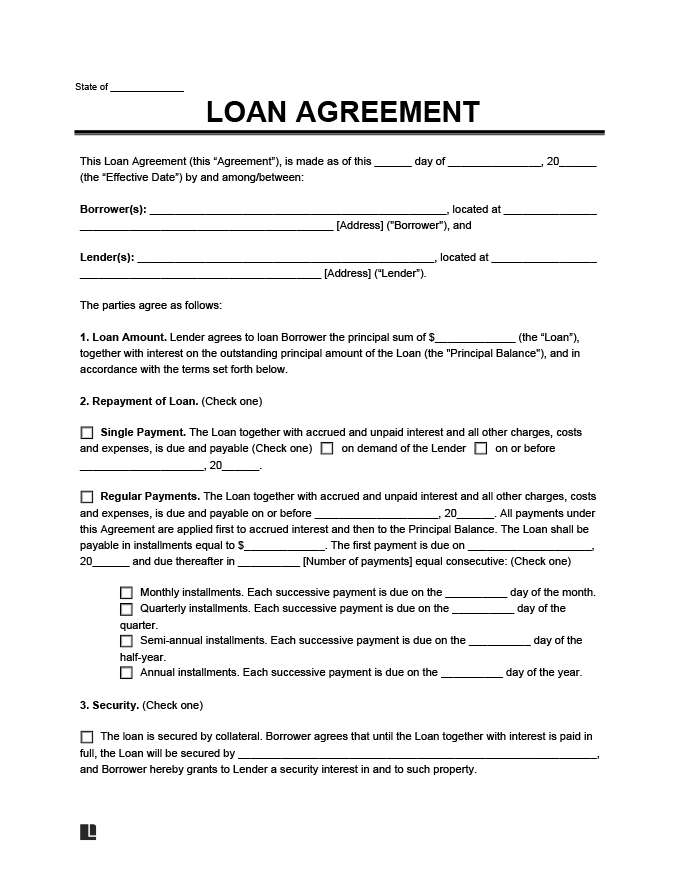 State of _____________
LOAN AGREEMENT
This Loan Agreement (this “Agreement”), is made as of this ______ day of _______________, 20______
(the “Effective Date”) by and among/between:
Borrower(s): ________________________________________________, located at _______________
_________________________________________ [Address] ("Borrower”), and
Lender(s): ________________________________________________, located at _________________
_______________________________________ [Address] (“Lender”).
The parties agree as follows:
1. Loan Amount. Lender agrees to loan Borrower the principal sum of $_____________ (the “Loan”),
together with interest on the outstanding principal amount of the Loan (the "Principal Balance”), and in
accordance with the terms set forth below.
2. Repayment of Loan. (Check one)
☐ Single Payment. The Loan together with accrued and unpaid interest and all other charges, costs
and expenses, is due and payable (Check one) ☐ on demand of the Lender ☐ on or before
____________________, 20______.
☐ Regular Payments. The Loan together with accrued and unpaid interest and all other charges, costs
and expenses, is due and payable on or before ____________________, 20______. All payments under
this Agreement are applied first to accrued interest and then to the Principal Balance. The Loan shall be
payable in installments equal to $_____________. The first payment is due on ____________________,
20______ and due thereafter in __________ [Number of payments] equal consecutive: (Check one)
☐ Monthly installments. Each successive payment is due on the __________ day of the month.
☐ Quarterly installments. Each successive payment is due on the __________ day of the
quarter.
☐ Semi-annual installments. Each successive payment is due on the __________ day of the
half-year.
☐ Annual installments. Each successive payment is due on the __________ day of the year.
3. Security. (Check one)
☐ The loan is secured by collateral. Borrower agrees that until the Loan together with interest is paid in
full, the Loan will be secured by __________________________________________________________,
and Borrower hereby grants to Lender a security interest in and to such property.